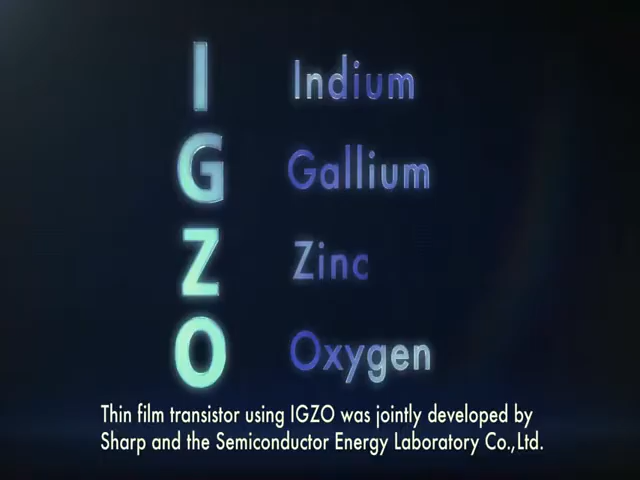 I Indium
G Gallium
Z Zinc
O Oxygen
Thin film transistor using IGZO was jointly developed by
Sharp and the Semiconductor Energy Laboratory Co.,Ltd.